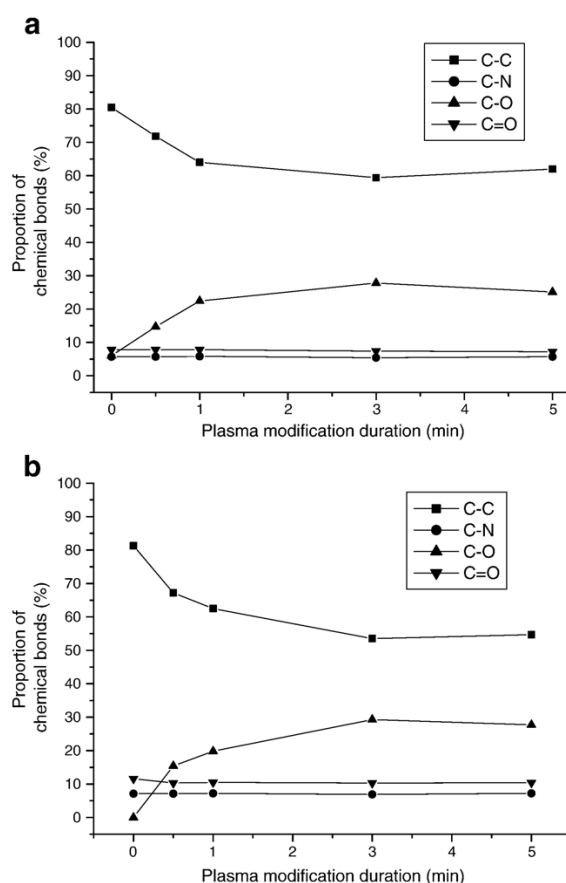 a
100
90
80
70
60
50
40
30
20
10
0
Proportion of
chemical bonds (%)
C-C
C-N
C-O
C=O
0 1 2 3 4 5
Plasma modification duration (min)
b
100
90
80
70
60
50
40
30
20
10
0
Proportion of
chemical bonds (%)
C-C
C-N
C-O
C=O
0 1 2 3 4 5
Plasma modification duration (min)